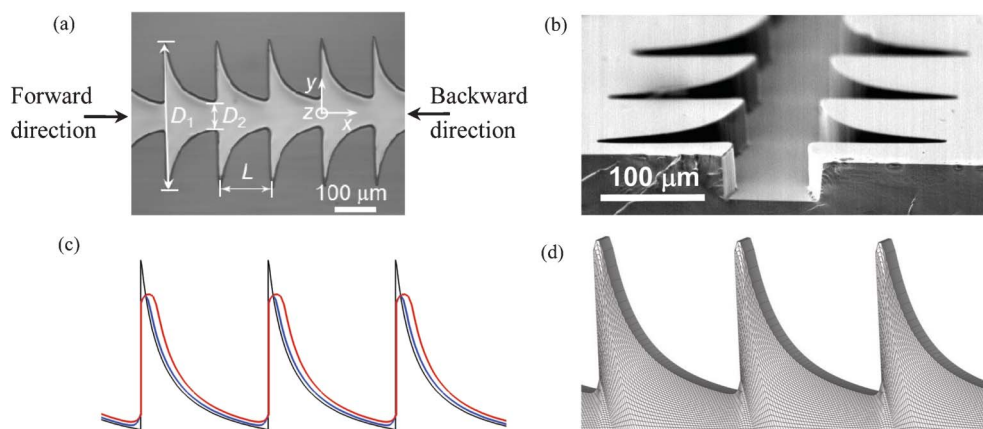 (a)
(b)
Forward
direction
D1
D2
y
z
x
L
100 μm
Backward
direction
100 μm
(c)
(d)